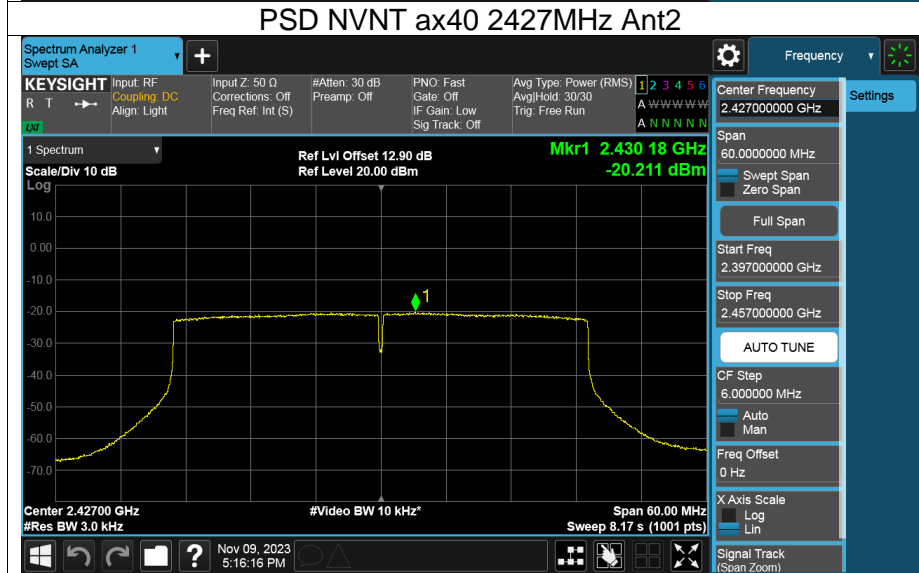 PSD NVNT ax40 2427MHz Ant2
Spectrum Analyzer 1
Swept SA
+
Frequency
KEYSIGHT
R T
LXI
Input: RF
Coupling: DC
Align: Light
Input Z: 50 Ω
Corrections: Off
Freq Ref: Int (S)
#Atten: 30 dB
Preamp: Off
PNO: Fast
Gate: Off
IF Gain: Low
Sig Track: Off
Avg Type: Power (RMS)
Avg|Hold: 30/30
Trig: Free Run
1 2 3 4 5 6
A W W W W W
A N N N N N
1 Spectrum
Scale/Div 10 dB
Log
Ref Lvl Offset 12.90 dB
Ref Level 20.00 dBm
Mkr1 2.430 18 GHz
-20.211 dBm
10.0
0.00
-10.0
-20.0
-30.0
-40.0
-50.0
-60.0
-70.0
1
Center 2.42700 GHz
#Res BW 3.0 kHz
#Video BW 10 kHz*
Span 60.00 MHz
Sweep 8.17 s (1001 pts)
Nov 09, 2023
5:16:16 PM
?
Center Frequency
2.427000000 GHz
Span
60.0000000 MHz
Swept Span
Zero Span
Full Span
Start Freq
2.397000000 GHz
Stop Freq
2.457000000 GHz
AUTO TUNE
CF Step
6.000000 MHz
Auto
Man
Freq Offset
0 Hz
X Axis Scale
Log
Lin
Signal Track
(Span Zoom)
Settings